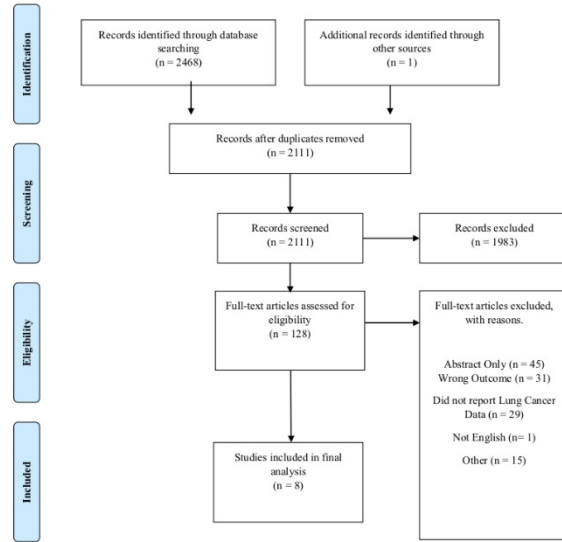 Identification
Records identified through database
searching
(n = 2468)
Additional records identified through
other sources
(n = 1)
Records after duplicates removed
(n = 2111)
Screening
Records screened
(n = 2111)
Records excluded
(n = 1983)
Eligibility
Full-text articles assessed for
eligibility
(n = 128)
Full-text articles excluded,
with reasons.
Abstract Only (n = 45)
Wrong Outcome (n = 31)
Did not report Lung Cancer
Data (n = 29)
Not English (n= 1)
Other (n = 15)
Included
Studies included in final
analysis
(n = 8)